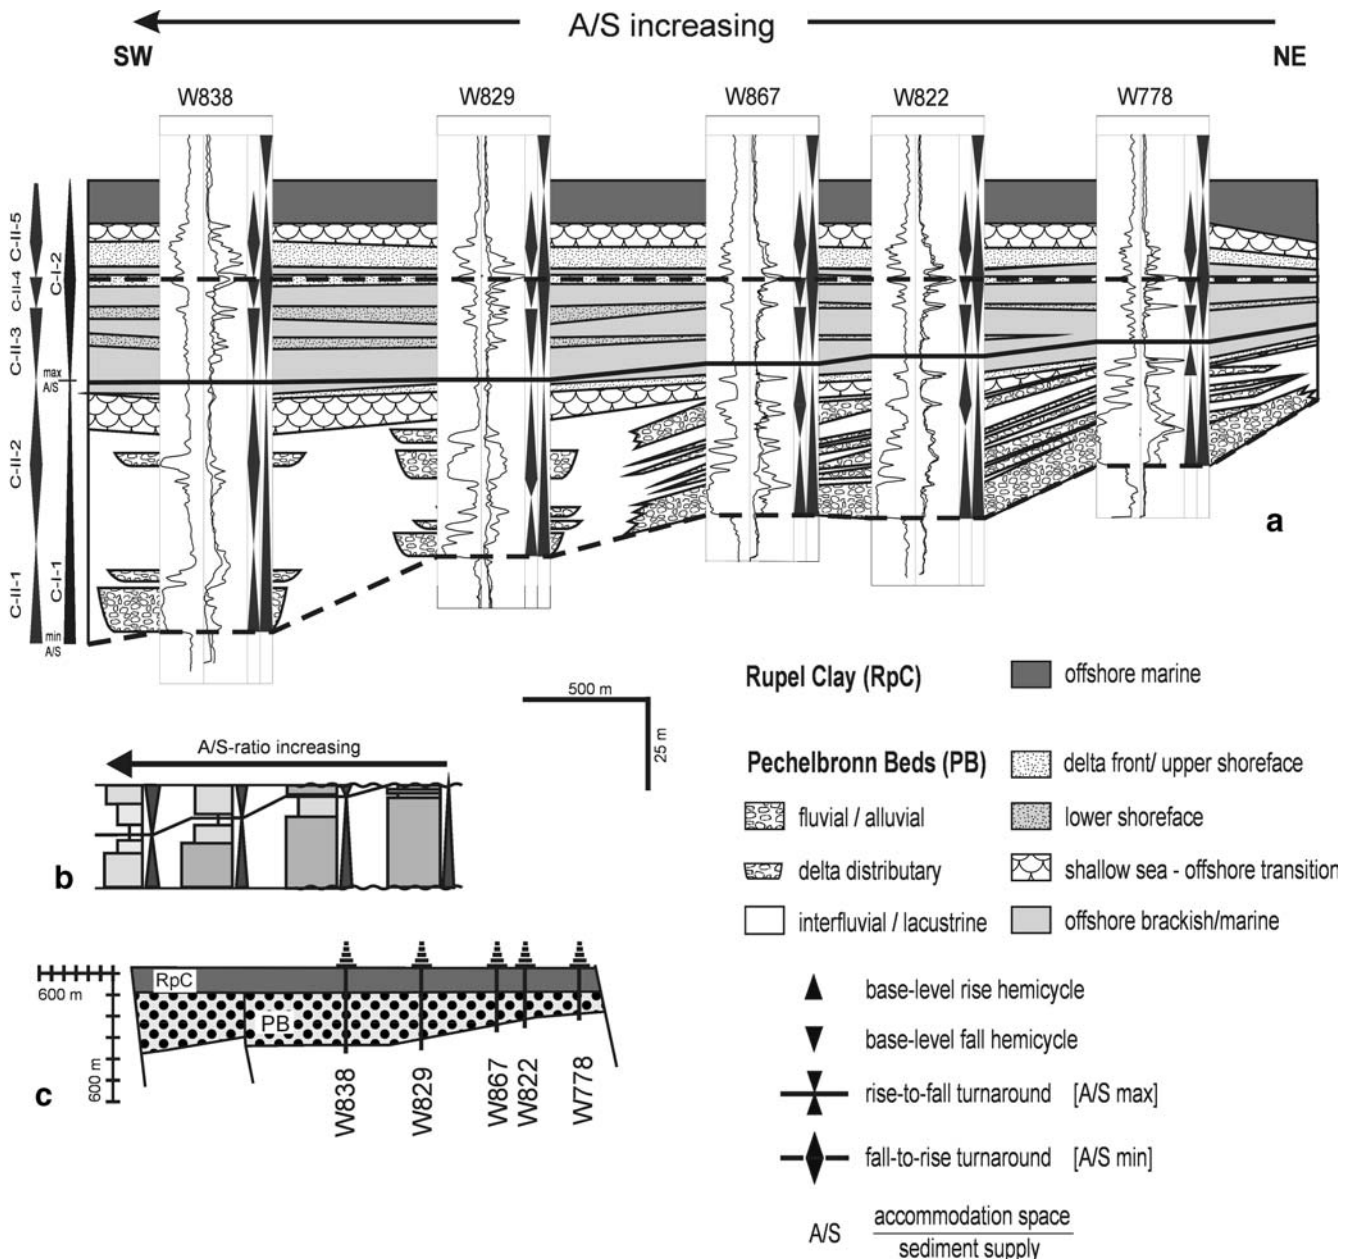 A/S increasing
SW
NE
W838
W829
W867
W822
W778
C-II-5
C-I-2
C-II-4
C-II-3
max
A/S
C-II-2
C-II-1
C-I-1
min
A/S
a
500 m
25 m
Rupel Clay (RpC)
offshore marine
Pechelbronn Beds (PB)
delta front/ upper shoreface
fluvial / alluvial
lower shoreface
delta distributary
shallow sea - offshore transition
interfluvial / lacustrine
offshore brackish/marine
base-level rise hemicycle
base-level fall hemicycle
rise-to-fall turnaround [A/S max]
fall-to-rise turnaround [A/S min]
A/S
accommodation space
sediment supply
A/S-ratio increasing
b
RpC
600 m
PB
600 m
c
W838
W829
W867
W822
W778